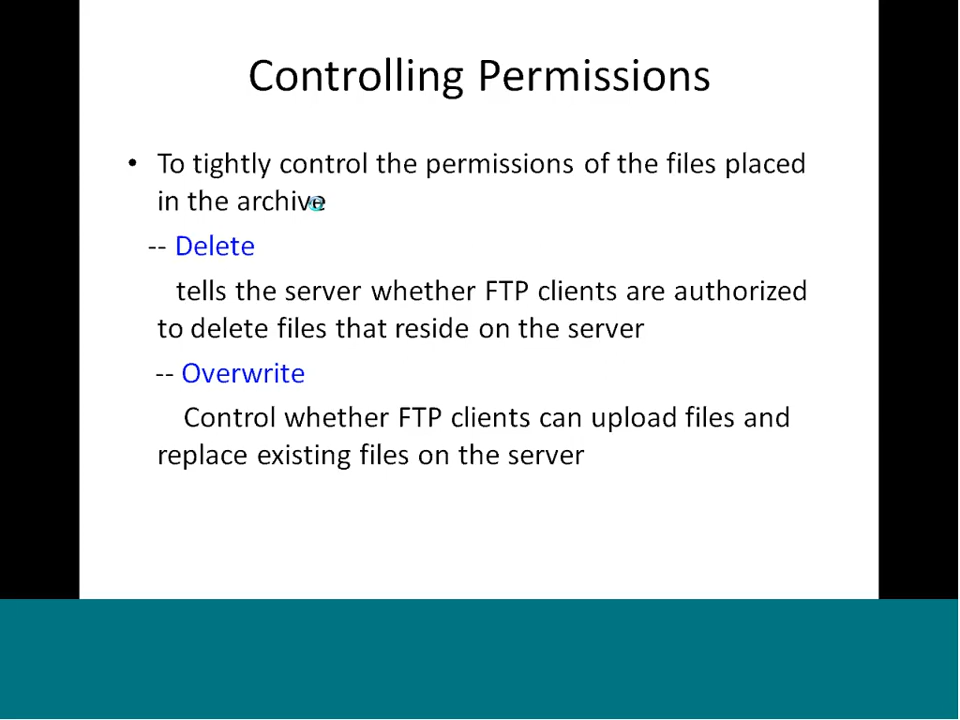 Controlling Permissions
• To tightly control the permissions of the files placed
in the archive
-- Delete
tells the server whether FTP clients are authorized
to delete files that reside on the server
-- Overwrite
Control whether FTP clients can upload files and
replace existing files on the server